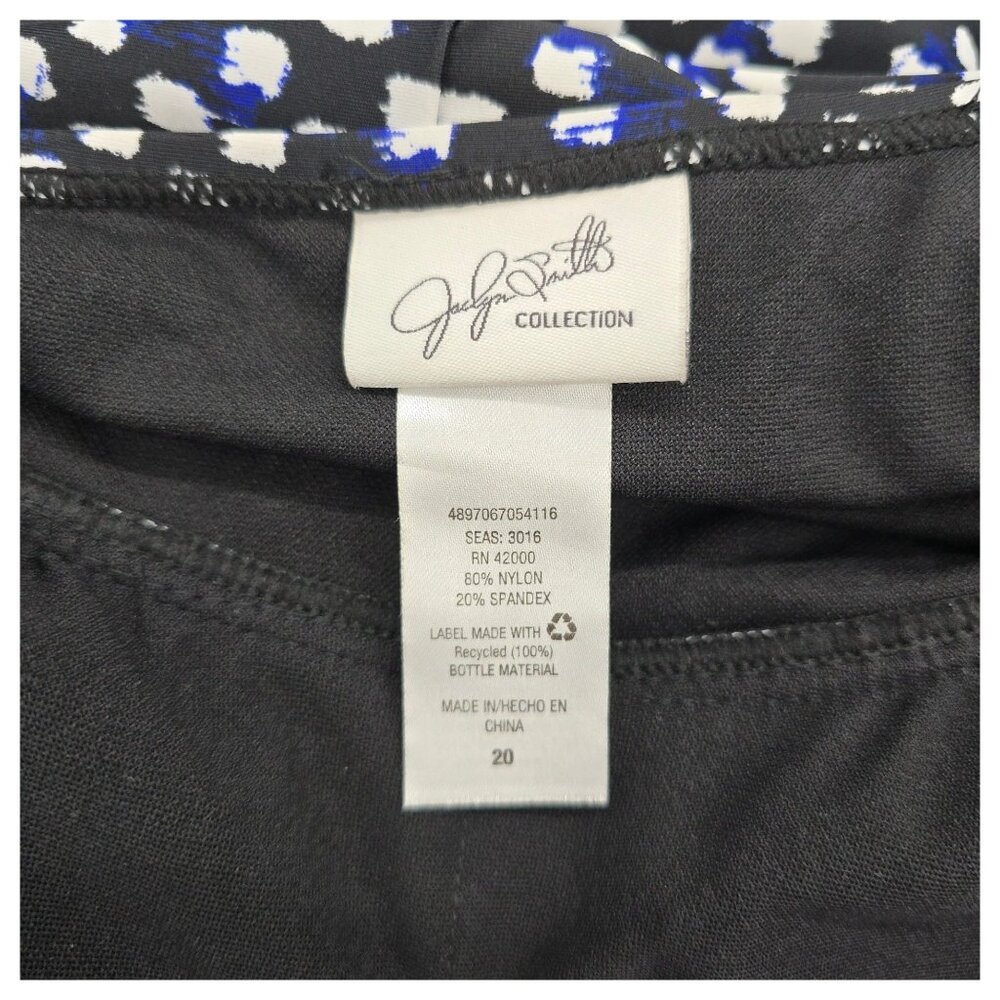 Jaclyn Smith
COLLECTION
4897067054116
SEAS: 3016
RN 42000
80% NYLON
20% SPANDEX
LABEL MADE WITH
Recycled (100%)
BOTTLE MATERIAL
MADE IN/HECHO EN
CHINA
20